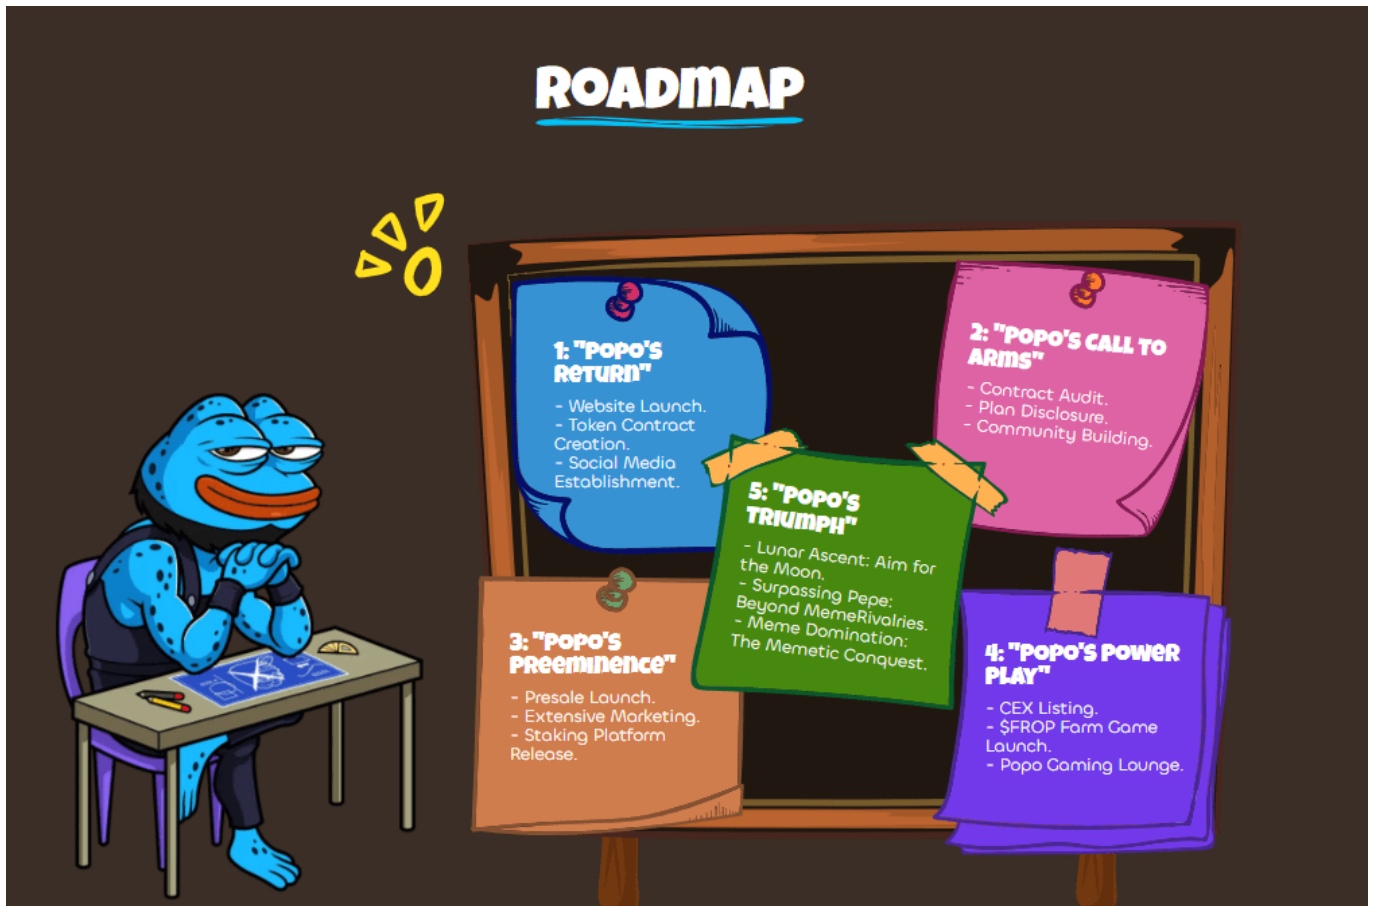 ROADMAP
1: "POPO'S
RETURN"
- Website Launch.
- Token Contract
Creation.
- Social Media
Establishment.
2: "POPO'S CALL TO
ARMS"
- Contract Audit.
- Plan Disclosure.
- Community Building.
3: "POPO'S
PREEMINENCE"
- Presale Launch.
- Extensive Marketing.
- Staking Platform
Release.
4: "POPO'S POWER
PLAY"
- CEX Listing.
- $FROP Farm Game
Launch.
- Popo Gaming Lounge.
5: "POPO'S
TRIUMPH"
- Lunar Ascent: Aim for
the Moon.
- Surpassing Pepe:
Beyond MemeRivalries.
- Meme Domination:
The Memetic Conquest.